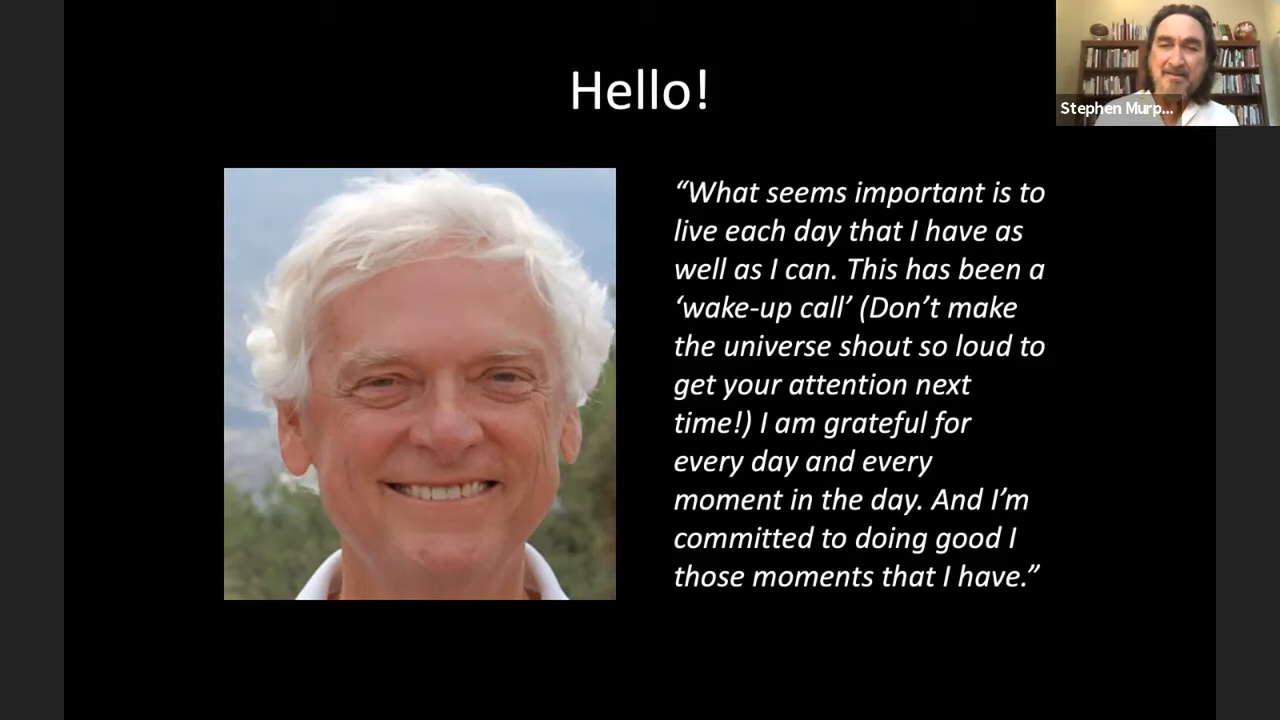 Hello!
Stephen Murp...
“What seems important is to
live each day that I have as
well as I can. This has been a
‘wake-up call’ (Don’t make
the universe shout so loud to
get your attention next
time!) I am grateful for
every day and every
moment in the day. And I’m
committed to doing good I
those moments that I have.”